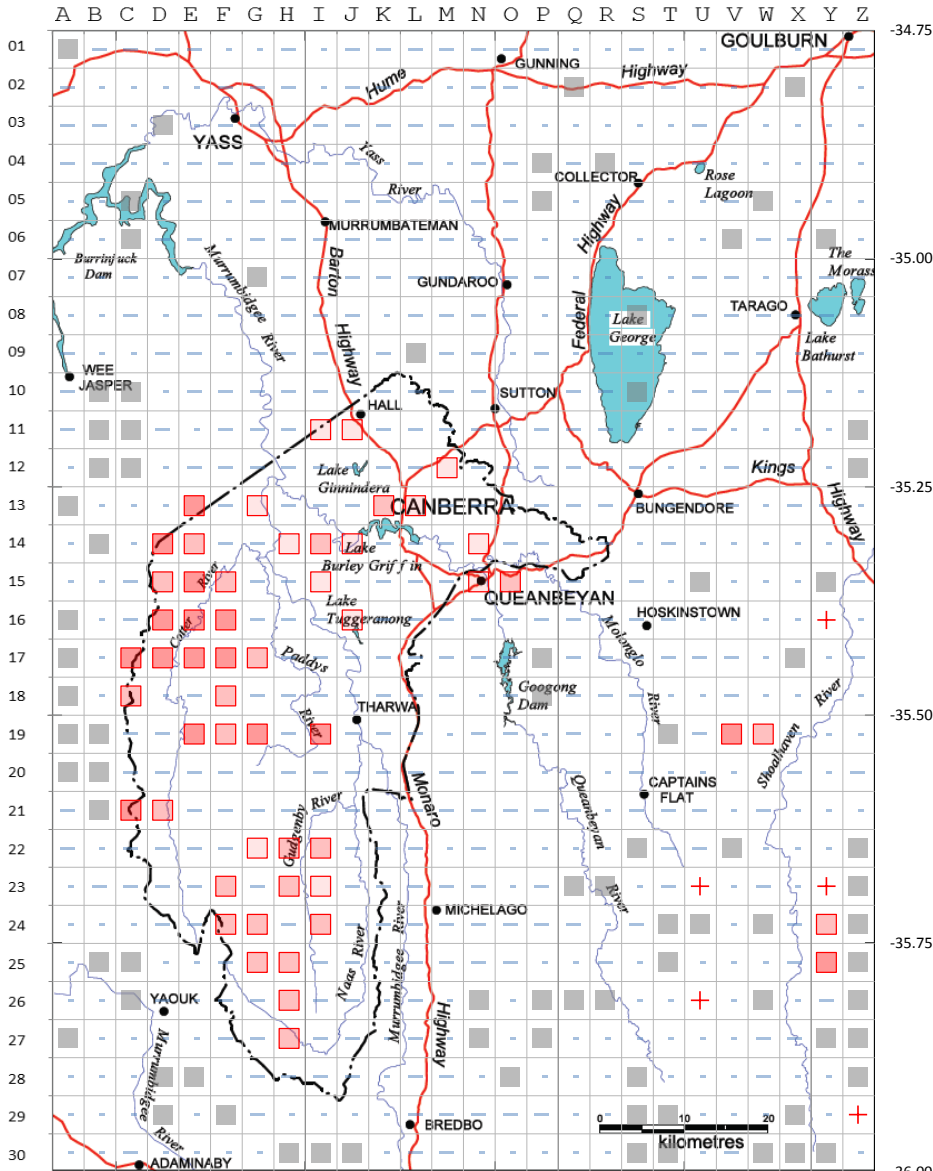 A B C D E F G H I J K L M N O P Q R S T U V W X Y Z
01
-34.75
GOULBURN
GUNNING
02
Hume
Highway
03
YASS
Yass
River
04
COLLECTOR
Rose
Lagoon
05
MURRUMBATEMAN
Highway
06
Burrinjuck
Dam
Murrumbidgee
River
Barton
Highway
The
Morass
-35.00
07
GUNDAROO
TARAGO
08
Federal
Lake
George
Lake
Bathurst
09
WEE
JASPER
10
SUTTON
HALL
11
12
Lake
Ginnindera
Kings
Highway
13
CANBERRA
BUNGENDORE
-35.25
14
Lake
Burley Griffin
15
River
Cotter
QUEANBEYAN
Lake
Tuggeranong
HOSKINSTOWN
16
Molonglo
River
17
Paddys
River
Googong
Dam
River
Shoalhaven
18
THARWA
-35.50
19
20
Monaro
Queanbeyan
River
CAPTAINS
FLAT
21
River
Gudgenby
22
23
MICHELAGO
24
River
Naas
River
Murrumbidgee
-35.75
25
26
YAOUK
Highway
27
Murrumbidgee
River
28
29
BREDBO
0 10 20
kilometres
30
ADAMINABY
-36.00